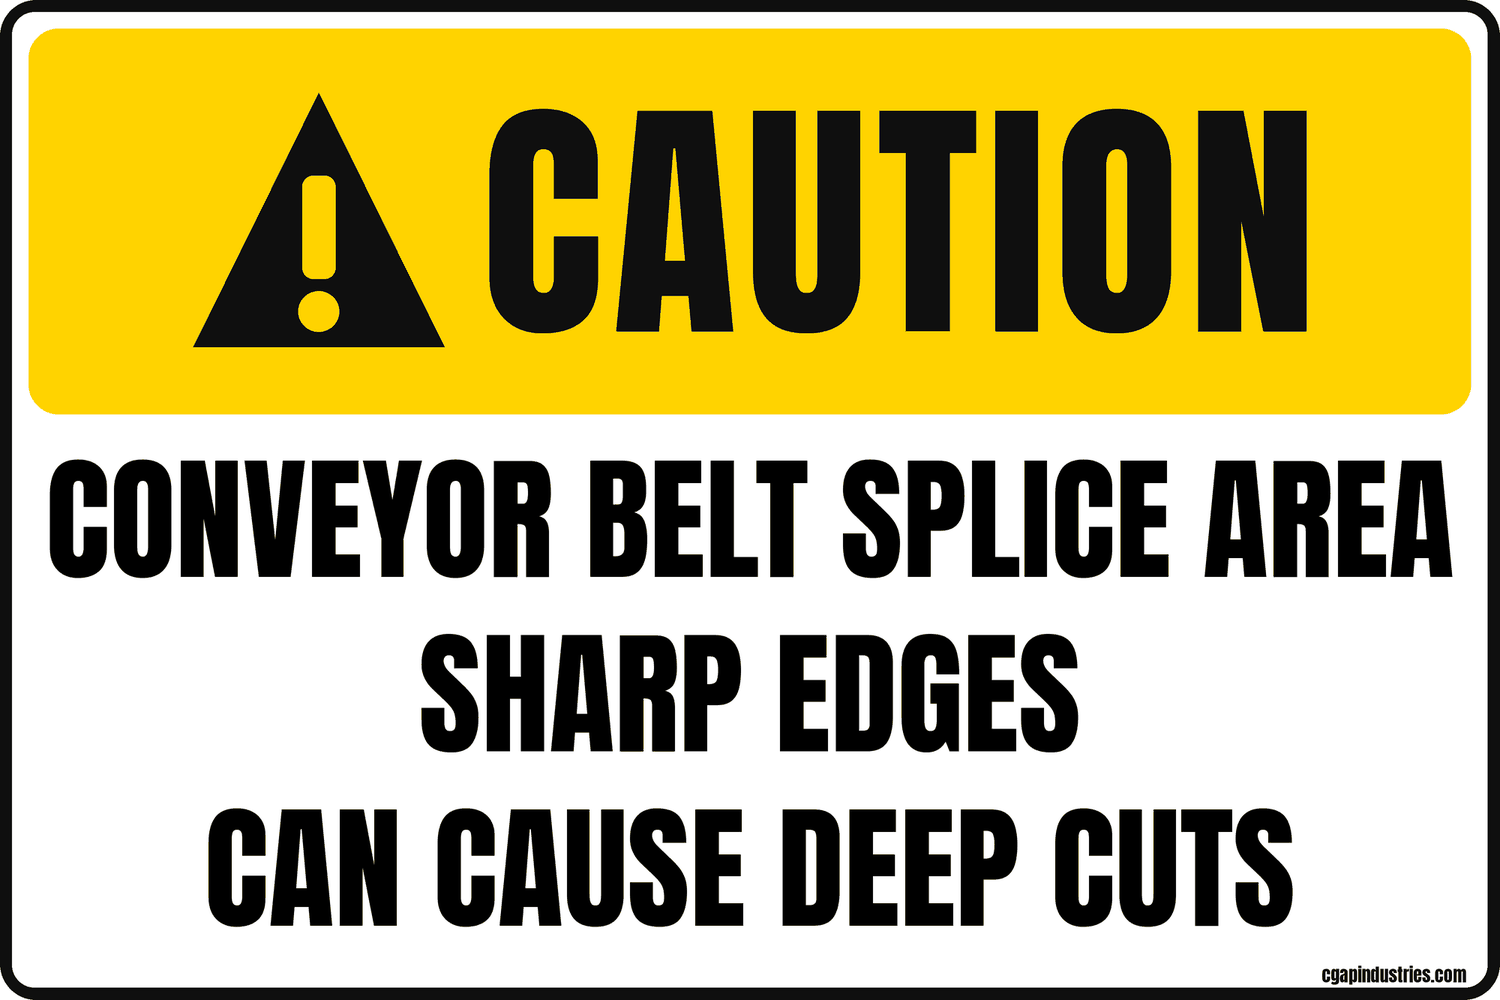 CAUTION
CONVEYOR BELT SPLICE AREA
SHARP EDGES
CAN CAUSE DEEP CUTS
cgapindustries.com